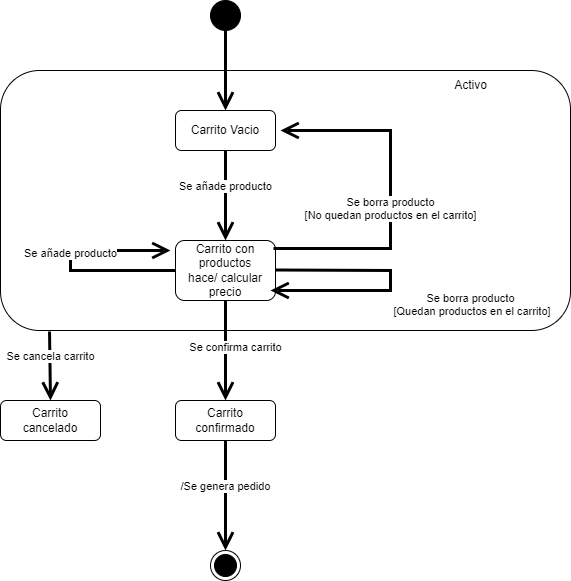 Activo
Carrito Vacio
Se añade producto
Se borra producto
[No quedan productos en el carrito]
Se añade producto
Carrito con
productos
hace/ calcular
precio
Se borra producto
[Quedan productos en el carrito]
Se cancela carrito
Se confirma carrito
Carrito
cancelado
Carrito
confirmado
/Se genera pedido